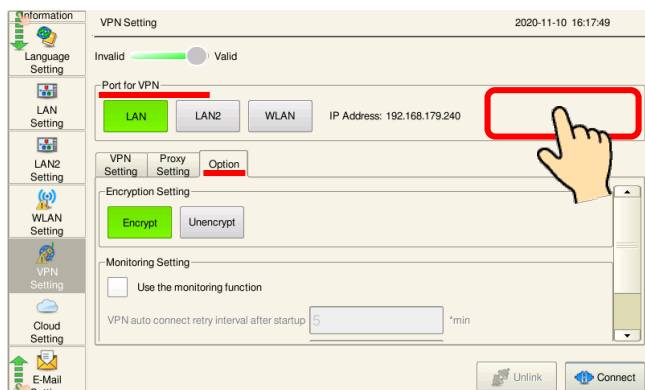 Information
VPN Setting
2020-11-10 16:17:49
Language
Setting
Invalid
Valid
LAN
Setting
Port for VPN
LAN
LAN2
WLAN
IP Address: 192.168.179.240
LAN2
Setting
VPN
Setting
Proxy
Setting
Option
WLAN
Setting
Encryption Setting
Encrypt
Unencrypt
VPN
Setting
Monitoring Setting
Use the monitoring function
Cloud
Setting
VPN auto connect retry interval after startup
5
*min
E-Mail
Setting
Unlink
Connect